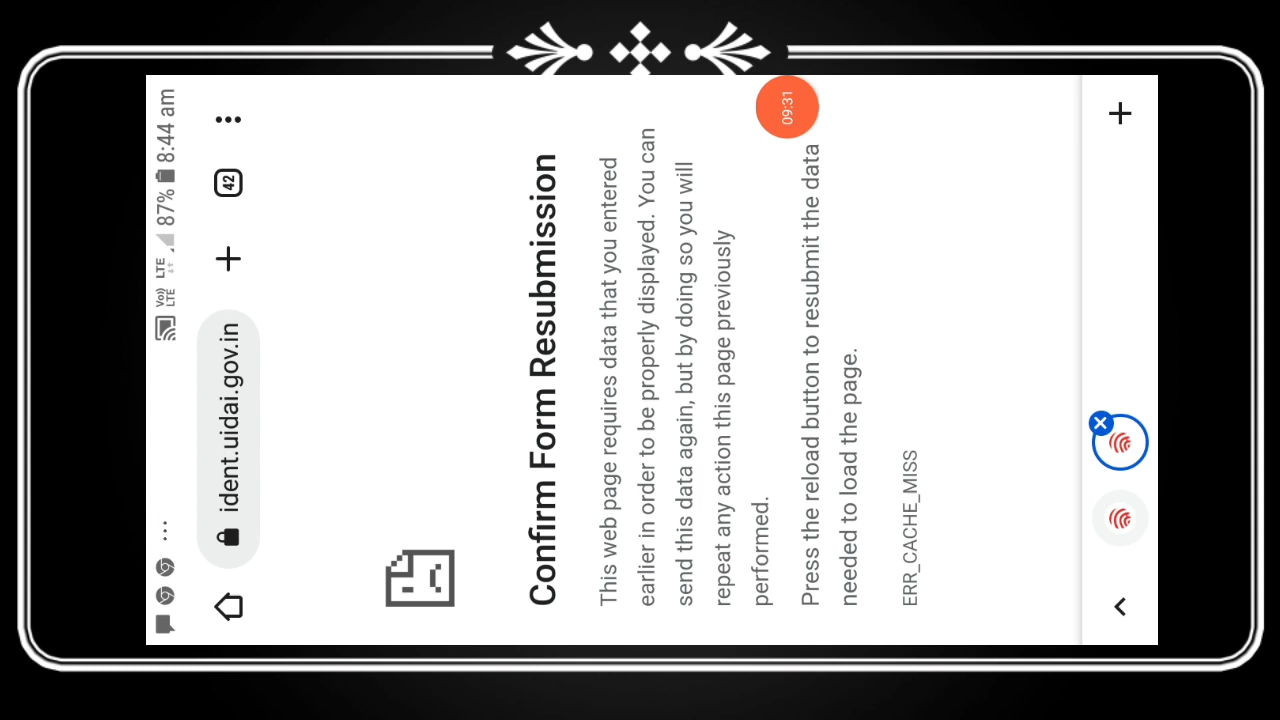 Vo)) LTE LTE 87% 8:44 am
ident.uidai.gov.in
42
Confirm Form Resubmission
This web page requires data that you entered
earlier in order to be properly displayed. You can
send this data again, but by doing so you will
repeat any action this page previously
performed.
09:31
Press the reload button to resubmit the data
needed to load the page.
ERR_CACHE_MISS